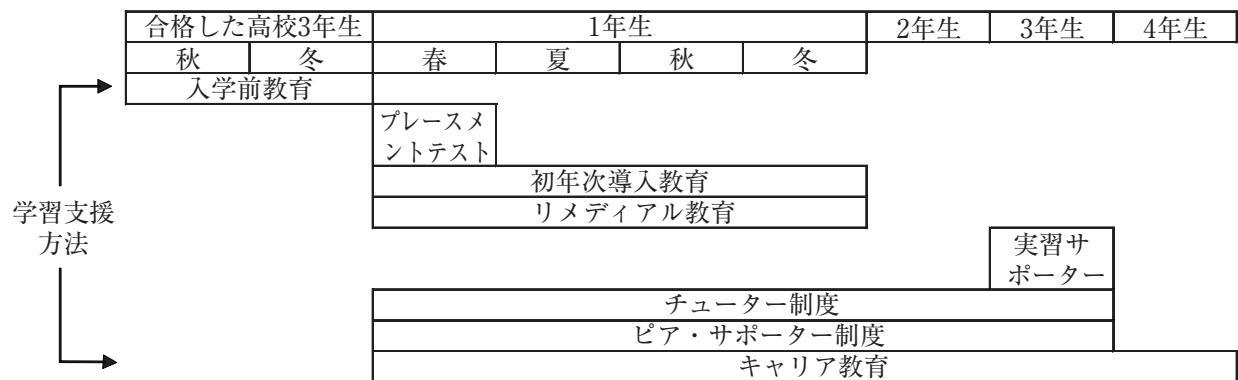 合格した高校3年生 1年生 2年生 3年生 4年生
秋 冬 春 夏 秋 冬
入学前教育
プレースメ
ントテスト
初年次導入教育
リメディアル教育
学習支援
方法
実習サ
ポーター
チューター制度
ピア・サポーター制度
キャリア教育